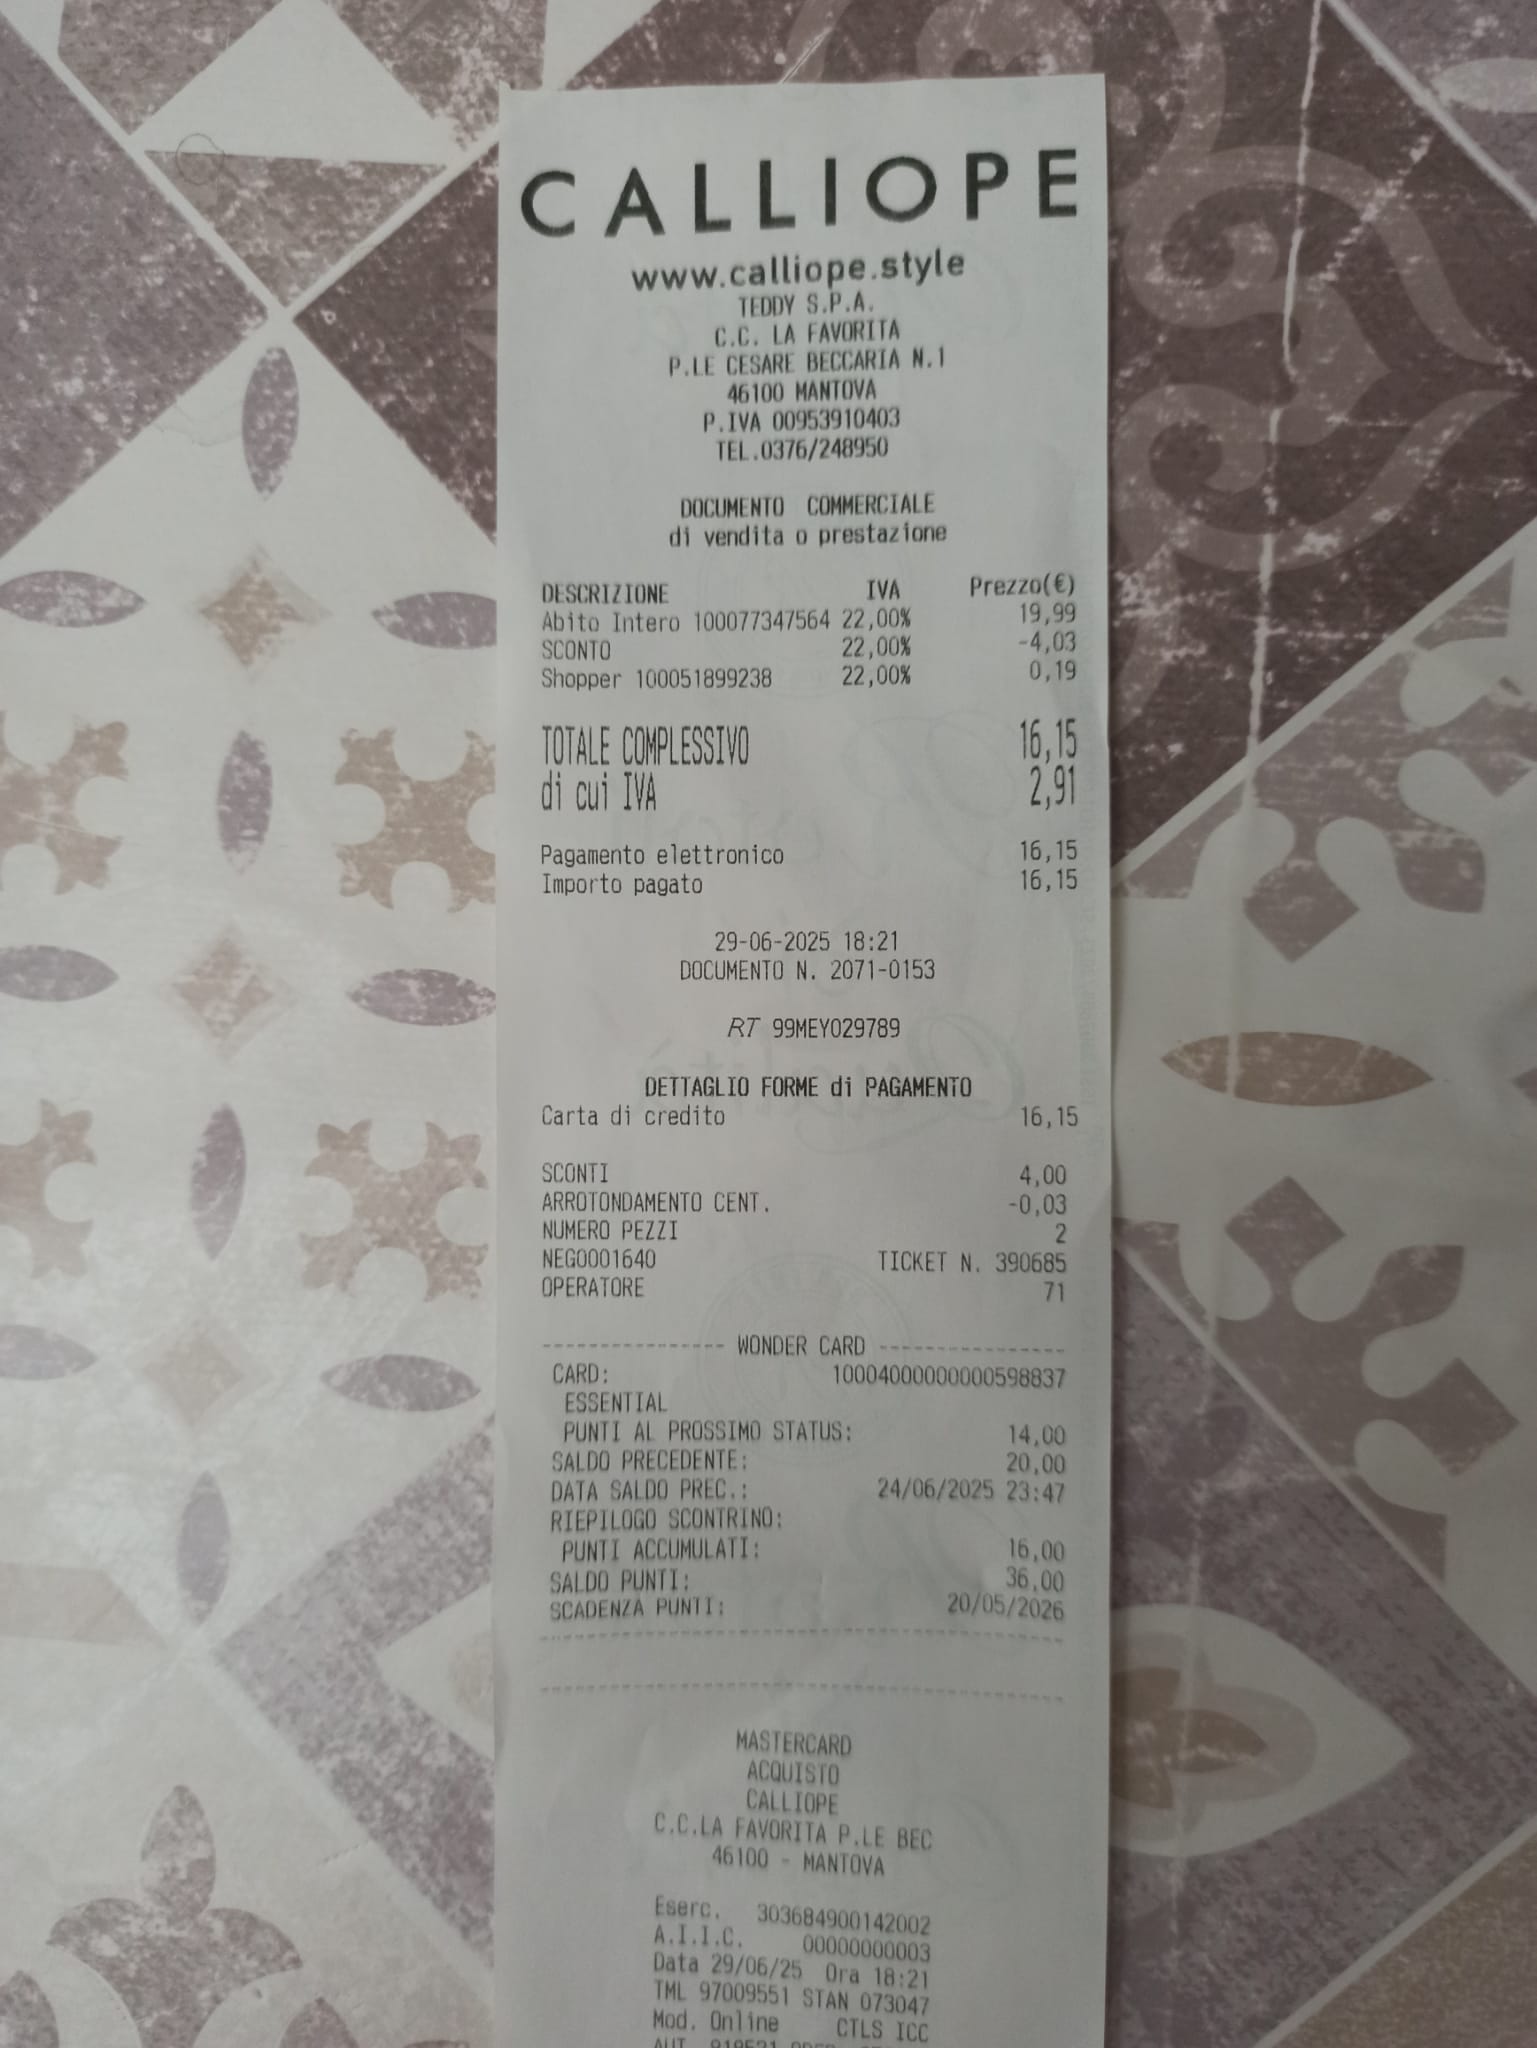 CALLIOPE
www.calliope.style
TEDDY S.P.A.
C.C. LA FAVORITA
P.LE CESARE BECCARIA N.1
46100 MANTOVA
P.IVA 00953910403
TEL.0376/248950
DOCUMENTO COMMERCIALE
di vendita o prestazione
DESCRIZIONE IVA Prezzo(€)
Abito Intero 100077347564 22,00% 19,99
SCONTO 22,00% -4,03
Shopper 100051899238 22,00% 0,19
TOTALE COMPLESSIVO 16,15
di cui IVA 2,91
Pagamento elettronico 16,15
Importo pagato 16,15
29-06-2025 18:21
DOCUMENTO N. 2071-0153
RT 99MEY029789
DETTAGLIO FORME di PAGAMENTO
Carta di credito 16,15
SCONTI 4,00
ARROTONDAMENTO CENT. -0,03
NUMERO PEZZI 2
NEG0001640 TICKET N. 390685
OPERATORE 71
--------------- WONDER CARD ---------------
CARD: 10004000000000598837
ESSENTIAL
PUNTI AL PROSSIMO STATUS: 14,00
SALDO PRECEDENTE: 20,00
DATA SALDO PREC.: 24/06/2025 23:47
RIEPILOGO SCONTRINO:
PUNTI ACCUMULATI: 16,00
SALDO PUNTI: 36,00
SCADENZA PUNTI: 20/05/2026
MASTERCARD
ACQUISTO
CALLIOPE
C.C.LA FAVORITA P.LE BEC
46100 - MANTOVA
Eserc. 303684900142002
A.I.I.C. 00000000003
Data 29/06/25 Ora 18:21
TML 97009551 STAN 073047
Mod. Online CTLS ICC